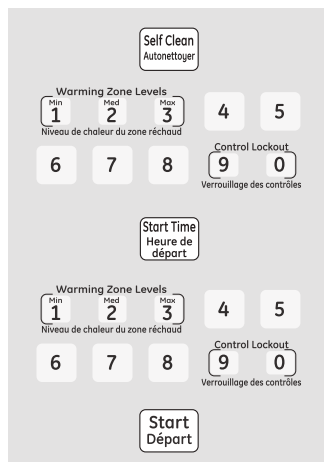 Self Clean
Autonettoyer
Warming Zone Levels
Min Med Max
1 2 3 4 5
Niveau de chaleur du zone réchaud
Control Lockout
6 7 8 9 0
Verrouillage des contrôles
Start Time
Heure de
départ
Warming Zone Levels
Min Med Max
1 2 3 4 5
Niveau de chaleur du zone réchaud
Control Lockout
6 7 8 9 0
Verrouillage des contrôles
Start
Départ